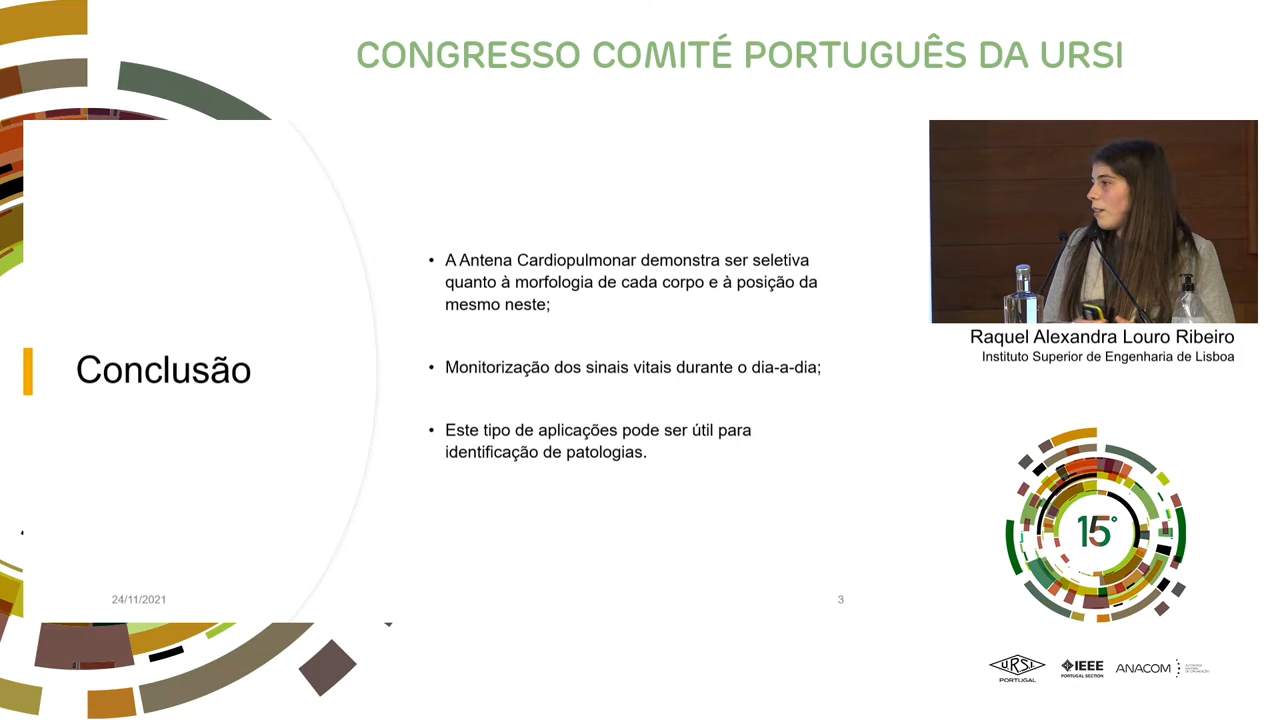 CONGRESSO COMITÉ PORTUGUÊS DA URSI
Conclusão
• A Antena Cardiopulmonar demonstra ser seletiva
quanto à morfologia de cada corpo e à posição da
mesmo neste;
• Monitorização dos sinais vitais durante o dia-a-dia;
• Este tipo de aplicações pode ser útil para
identificação de patologias.
24/11/2021
3
Raquel Alexandra Louro Ribeiro
Instituto Superior de Engenharia de Lisboa
15°
URSI
PORTUGAL
IEEE
PORTUGAL SECTION
ANACOM